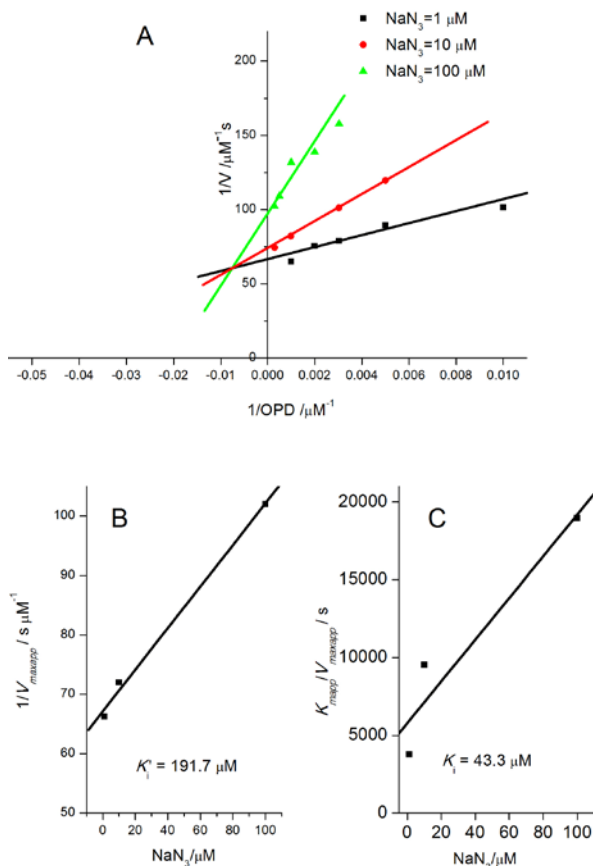 A
NaN₃=1 μM
NaN₃=10 μM
NaN₃=100 μM
1/V /μM⁻¹s
200
150
100
50
0
-0.05 -0.04 -0.03 -0.02 -0.01 0.000 0.002 0.004 0.006 0.008 0.010
1/OPD /μM⁻¹
B
1/Vmaxapp / s μM⁻¹
100
90
80
70
60
50
Kᵢ' = 191.7 μM
0 20 40 60 80 100
NaN₃/μM
C
Kmapp/Vmaxapp / s
20000
15000
10000
5000
0
Kᵢ = 43.3 μM
0 20 40 60 80 100
NaN₃/μM